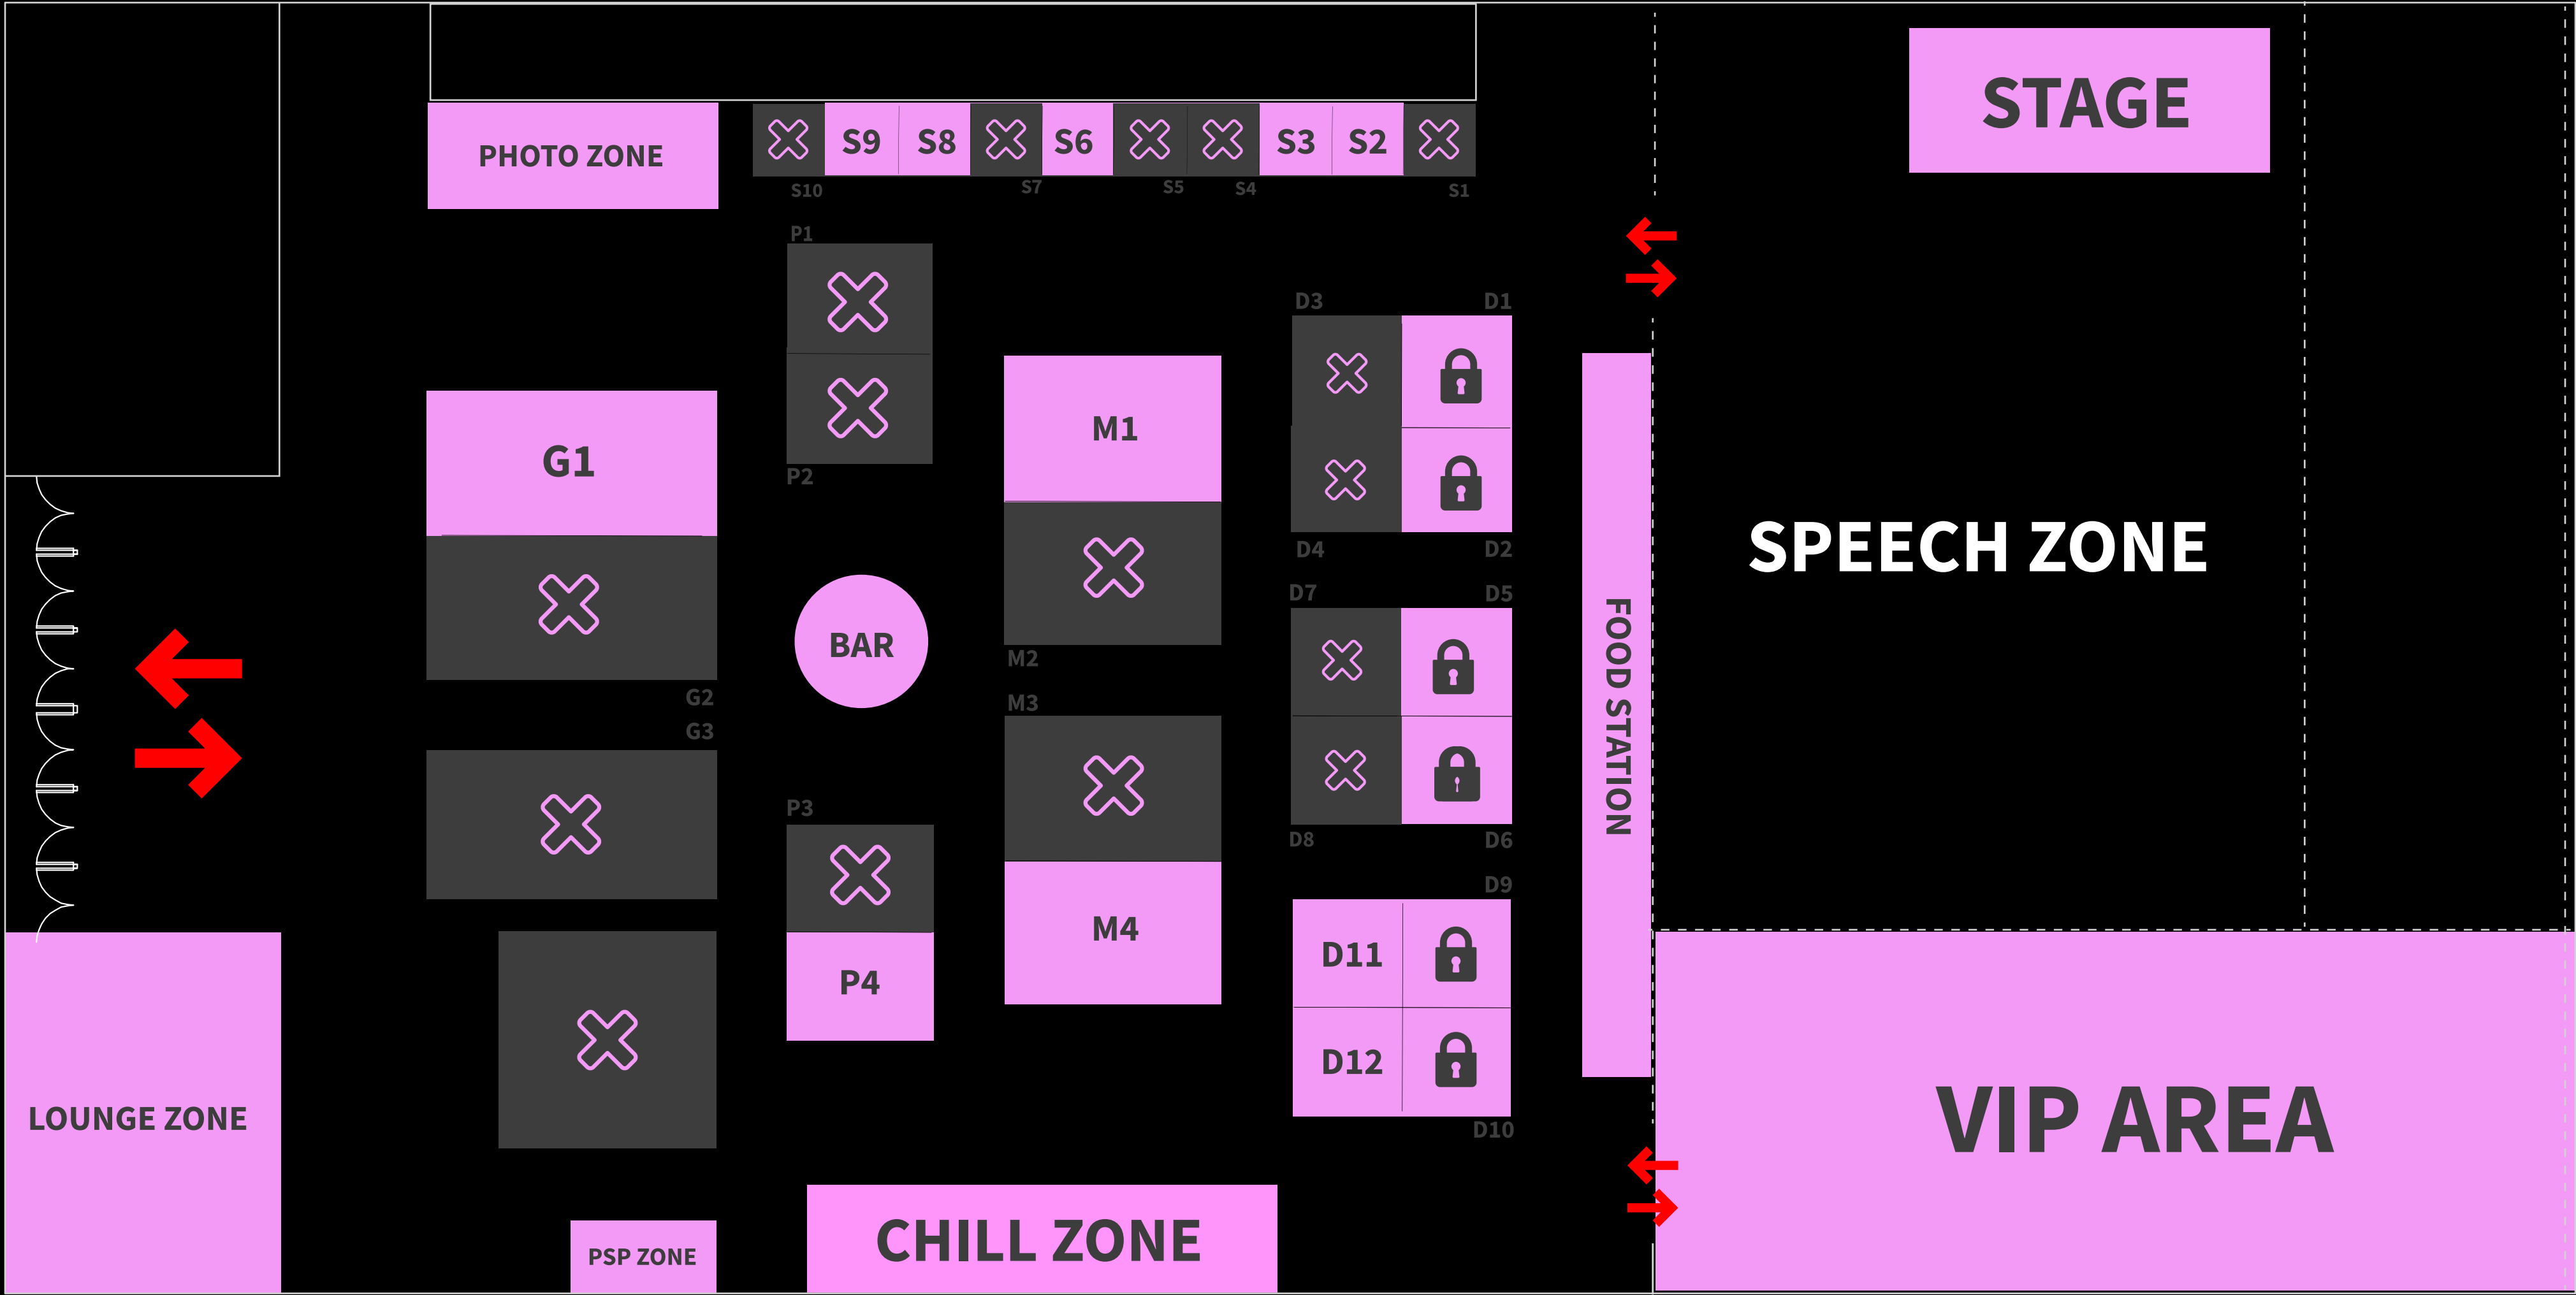 STAGE
PHOTO ZONE
S9
S8
S6
S3
S2
S10
S7
S5
S4
S1
P1
D3
D1
M1
G1
P2
SPEECH ZONE
D4
D2
D7
D5
BAR
M2
G2
M3
G3
FOOD STATION
P3
D8
D6
D9
M4
D11
P4
D12
LOUNGE ZONE
VIP AREA
D10
CHILL ZONE
PSP ZONE